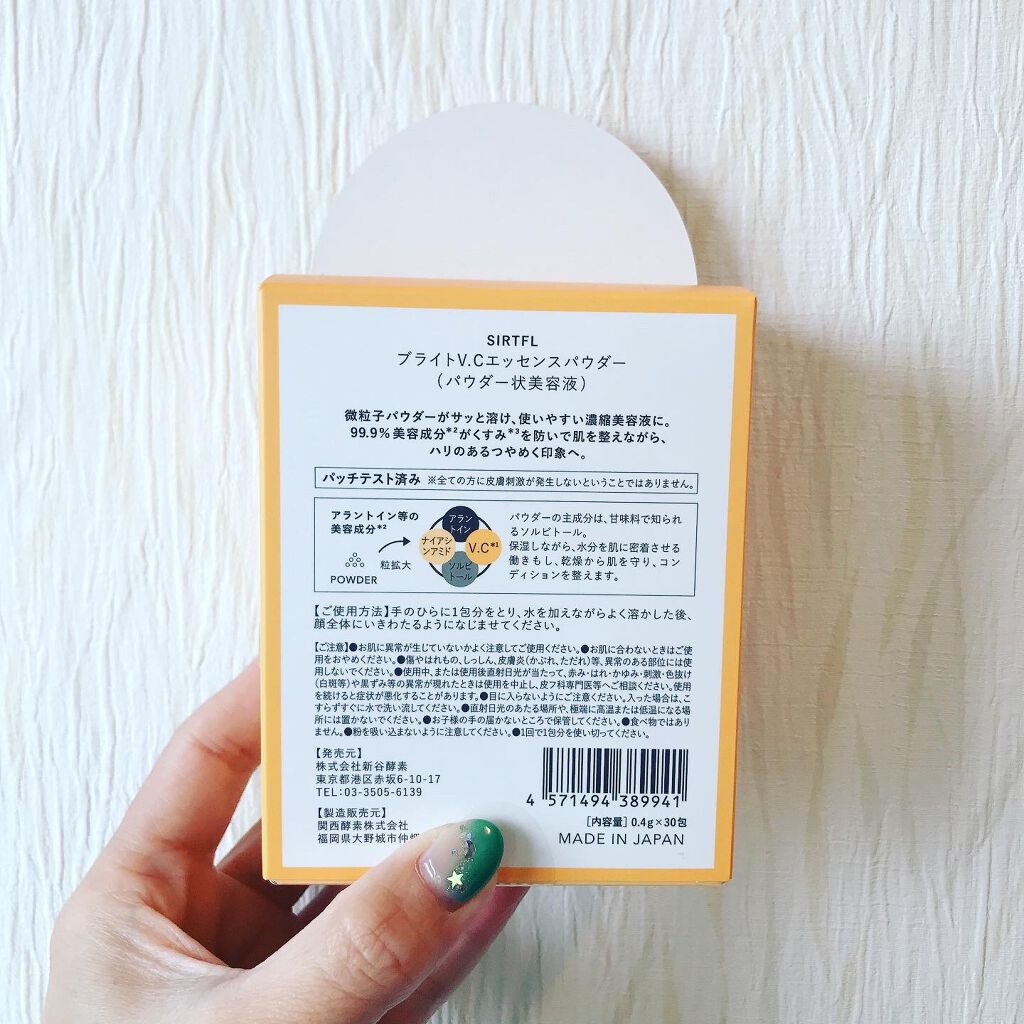 SIRTFL
ブライトV.Cエッセンスパウダー
（パウダー状美容液）
微粒子パウダーがサッと溶け、使いやすい濃縮美容液に。
99.9%美容成分*2がくすみ*3を防いで肌を整えながら、
ハリのあるつやめく印象へ。
パッチテスト済み ※全ての方に皮膚刺激が発生しないということではありません。
アラントイン等の
美容成分*2
POWDER
粒拡大
アラン
トイン
ナイアシ
ンアミド
V.C*1
ソルビ
トール
パウダーの主成分は、甘味料で知られ
るソルビトール。
保湿しながら、水分を肌に密着させる
働きもし、乾燥から肌を守り、コン
ディションを整えます。
【ご使用方法】手のひらに1包分をとり、水を加えながらよく溶かした後、
顔全体にいきわたるようになじませてください。
【ご注意】●お肌に異常が生じていないかよく注意してご使用ください。●お肌に合わないときはご使
用をおやめください。●傷やはれもの、しっしん、皮膚炎(かぶれ、ただれ)等、異常のある部位には使
用しないでください。●使用中、または使用後直射日光が当たって、赤み・はれ・かゆみ・刺激・色抜け
(白斑等)や黒ずみ等の異常が現れたときは使用を中止し、皮フ科専門医等へご相談ください。使用
を続けると症状が悪化することがあります。●目に入らないようにご注意ください。入った場合は、こ
すらずすぐに水で洗い流してください。●直射日光のあたる場所や、極端に高温または低温になる場
所には置かないでください。●お子様の手の届かないところで保管してください。●食べ物ではあり
ません。●粉を吸い込まないように注意してください。●1回で1包分を使い切ってください。
【発売元】
株式会社新谷酵素
東京都港区赤坂6-10-17
TEL:03-3505-6139
【製造販売元】
関西酵素株式会社
福岡県大野城市仲畑
4 571494 389941
［内容量］0.4g×30包
MADE IN JAPAN